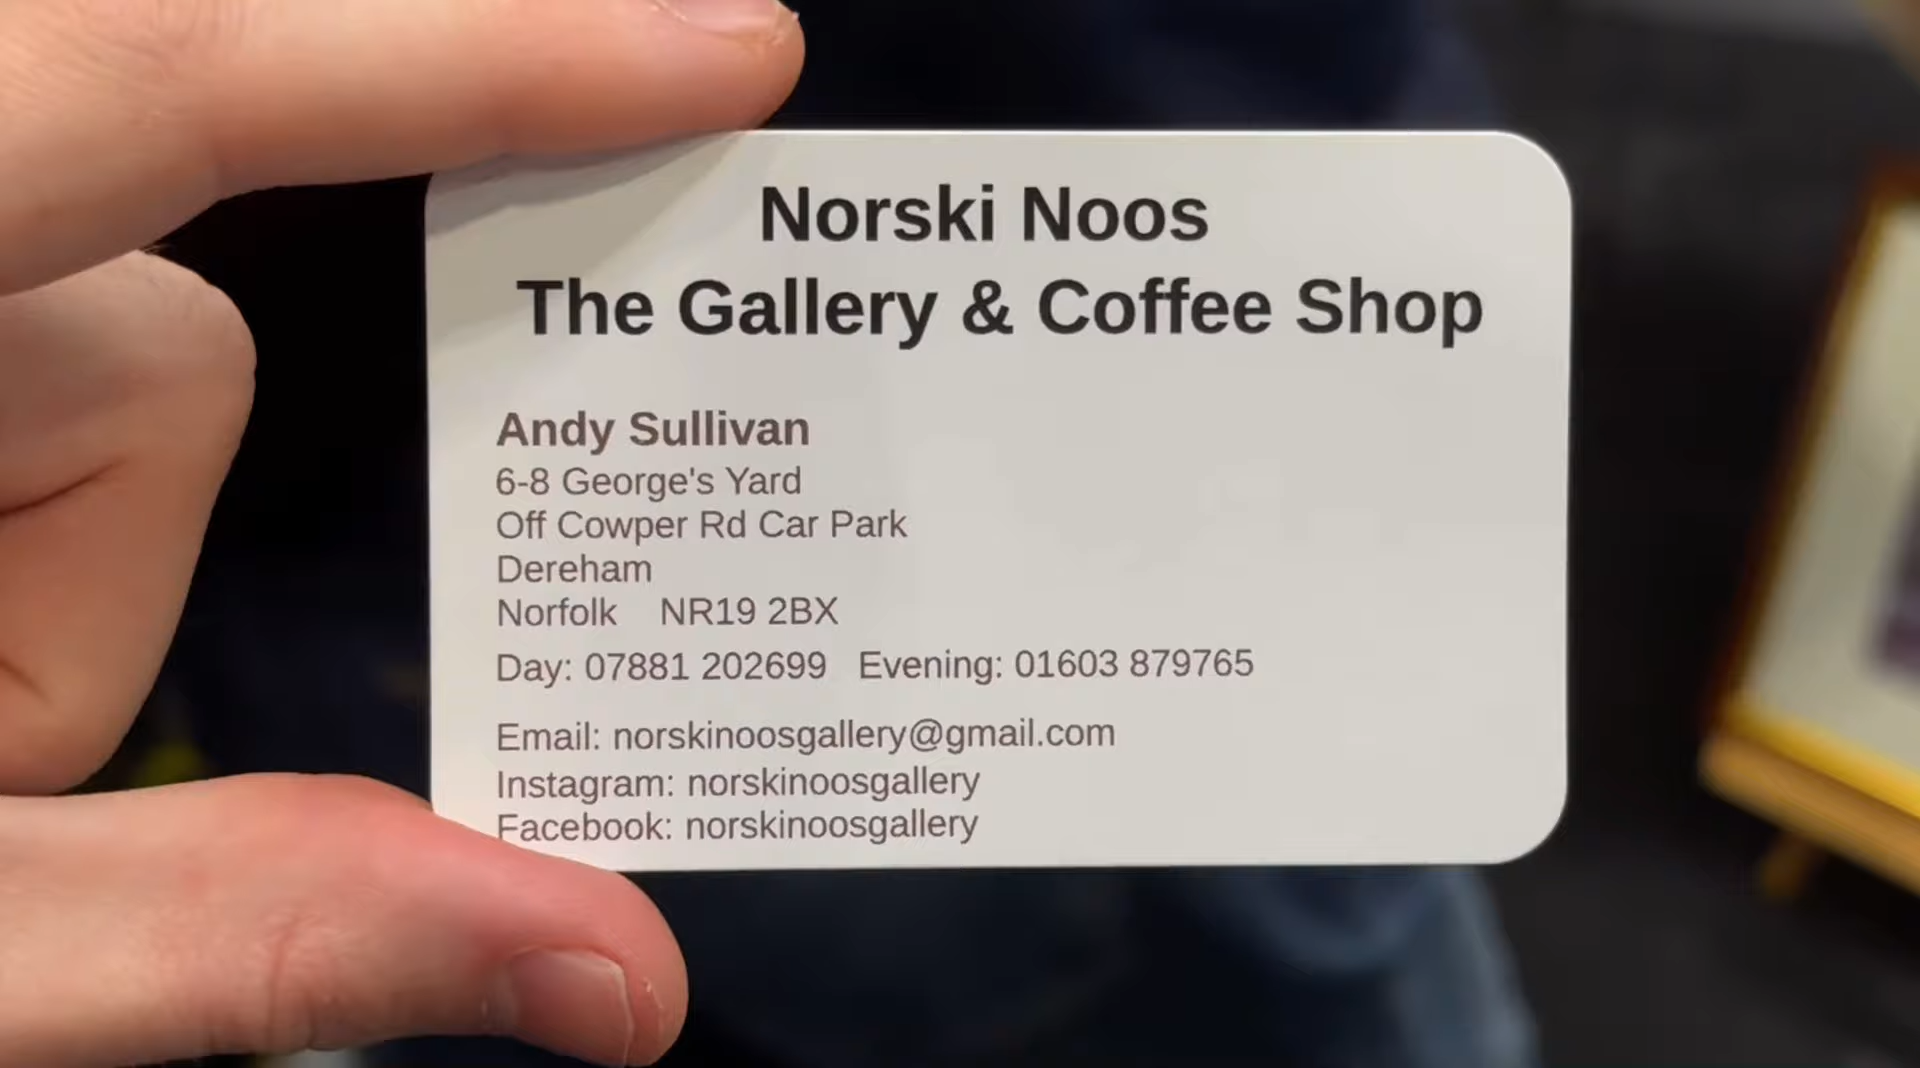 Norski Noos
The Gallery & Coffee Shop
Andy Sullivan
6-8 George's Yard
Off Cowper Rd Car Park
Dereham
Norfolk NR19 2BX
Day: 07881 202699 Evening: 01603 879765
Email: norskinoosgallery@gmail.com
Instagram: norskinoosgallery
Facebook: norskinoosgallery